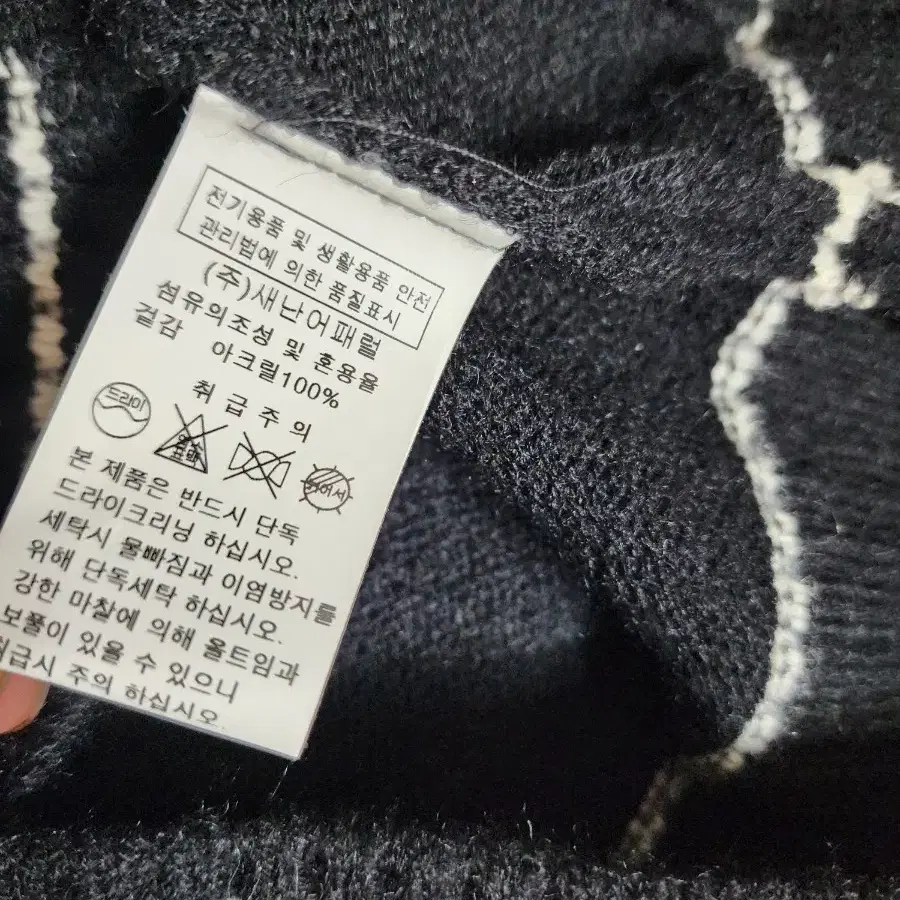 전기용품 및 생활용품 안전
관리법에 의한 품질표시
(주)새난어패럴
섬유의조성 및 혼용율
겉감 아크릴100%
취급주의
드라이
본 제품은 반드시 단독
드라이크리닝 하십시오.
세탁시 물빠짐과 이염방지를
위해 단독세탁 하십시오.
강한 마찰에 의해 올트임과
보풀이 있을 수 있으니
취급시 주의 하십시오.